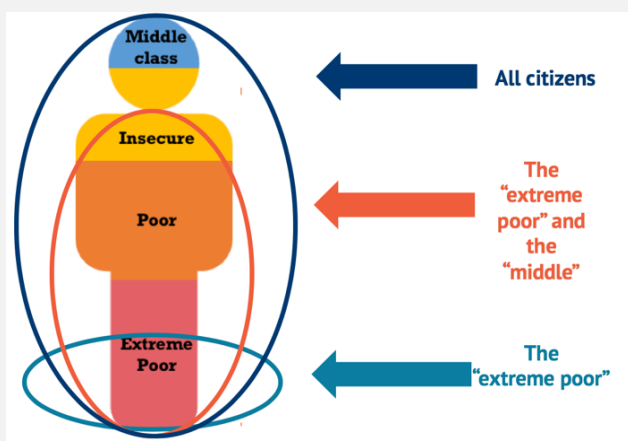 Middle
class
Insecure
Poor
Extreme
Poor
All citizens
The
“extreme
poor” and
the
“middle”
The
“extreme poor”